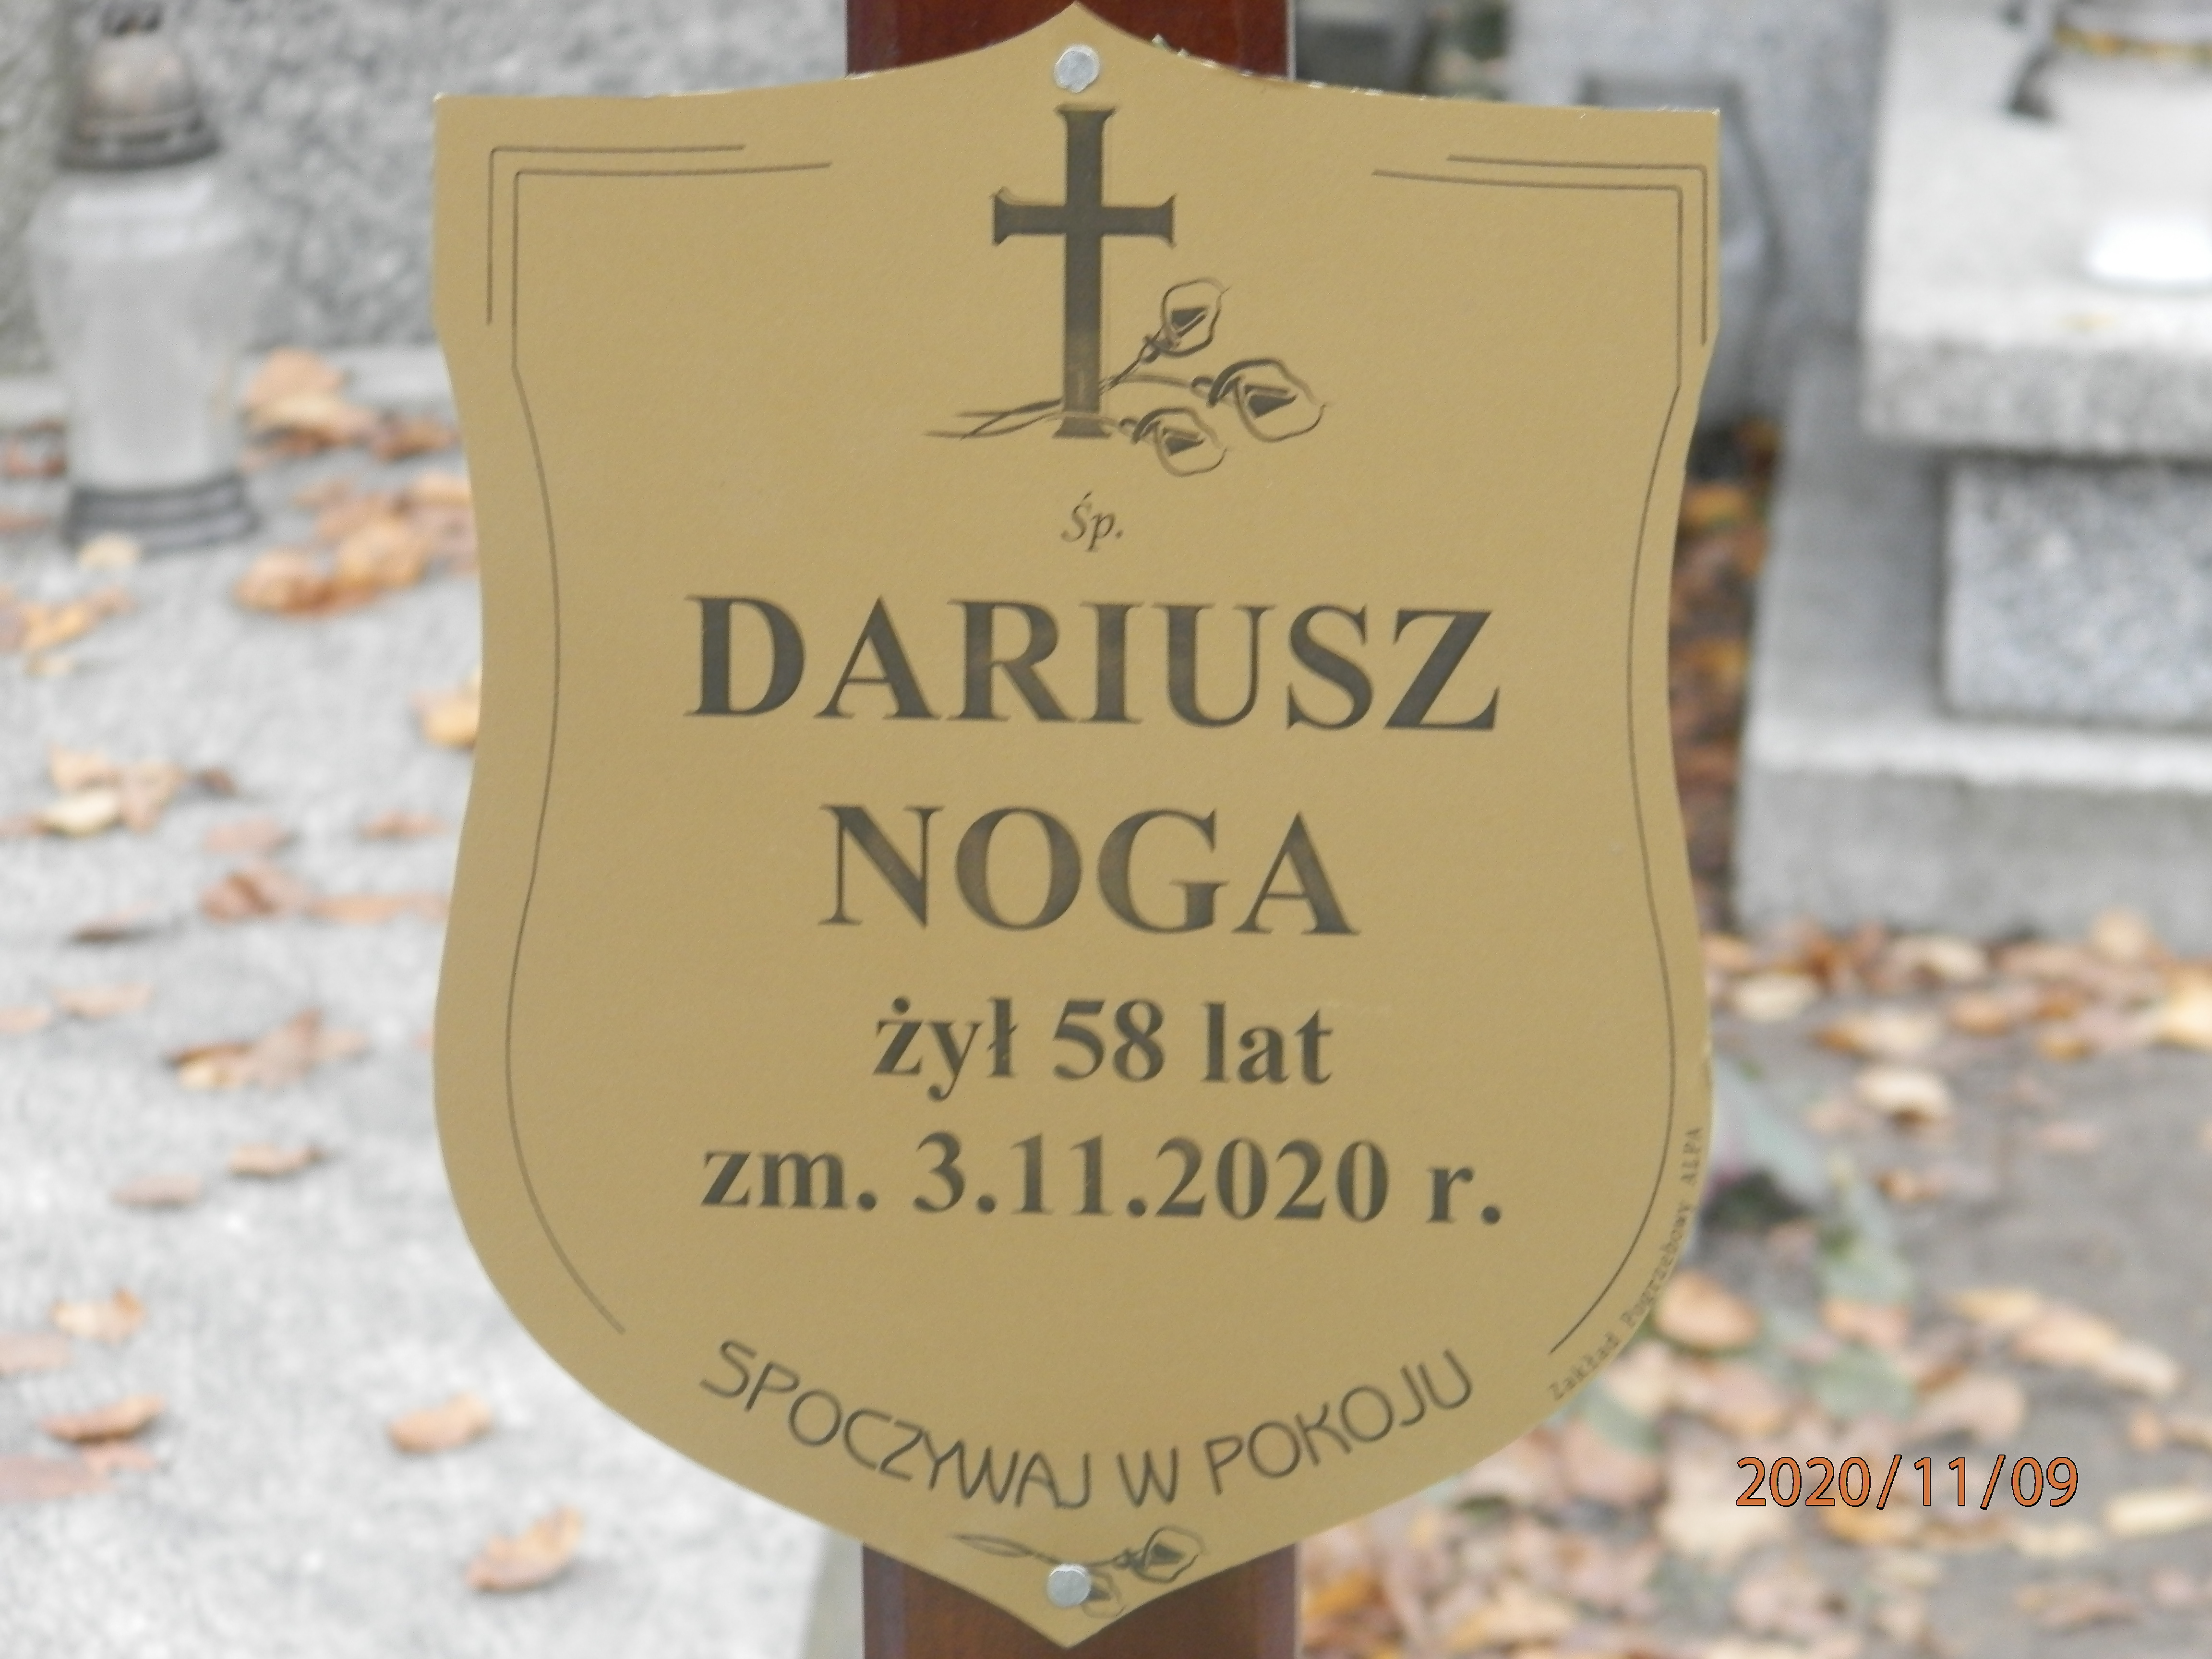 Śp.
DARIUSZ
NOGA
żył 58 lat
zm. 3.11.2020 r.
SPOCZYWAJ W POKOJU
Zakład Pogrzebowy ALPA
2020/11/09